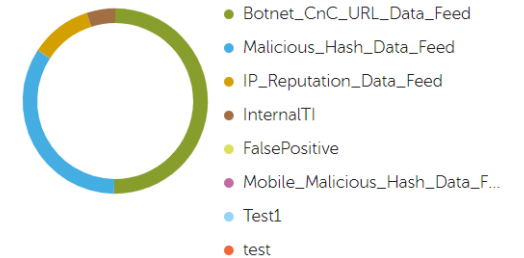 Botnet_CnC_URL_Data_Feed
Malicious_Hash_Data_Feed
IP_Reputation_Data_Feed
InternalTI
FalsePositive
Mobile_Malicious_Hash_Data_F...
Test1
test